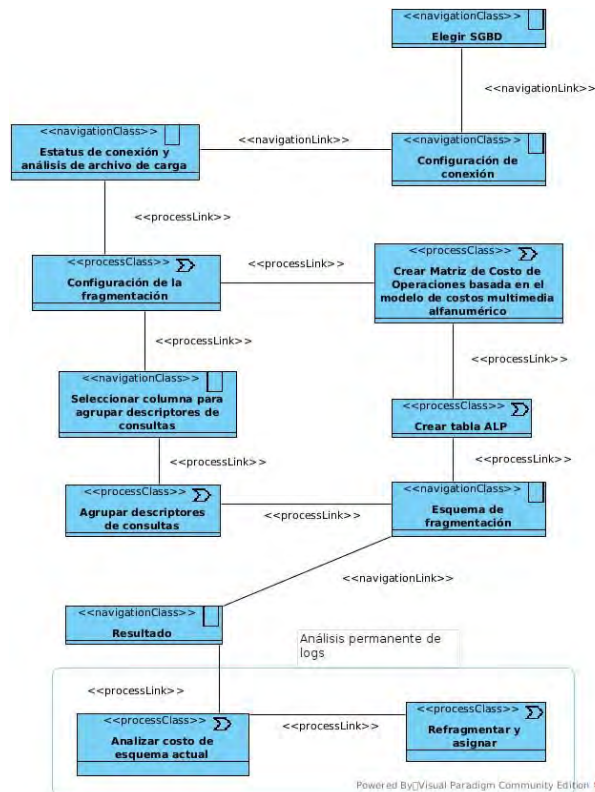 <<navigationClass>>
Elegir SGBD
<<navigationLink>>
<<navigationClass>>
Estatus de conexión y
análisis de archivo de carga
<<navigationLink>>
<<navigationClass>>
Configuración de
conexión
<<processLink>>
<<processClass>>
Configuración de la
fragmentación
<<processLink>>
<<processClass>>
Crear Matriz de Costo de
Operaciones basada en el
modelo de costos multimedia
alfanumérico
<<processLink>>
<<processLink>>
<<navigationClass>>
Seleccionar columna para
agrupar descriptores de
consultas
<<processClass>>
Crear tabla ALP
<<processLink>>
<<processLink>>
<<processClass>>
Agrupar descriptores
de consultas
<<processLink>>
<<navigationClass>>
Esquema de
fragmentación
<<navigationLink>>
<<navigationClass>>
Resultado
Análisis permanente de
logs
<<processLink>>
<<processClass>>
Analizar costo de
esquema actual
<<processLink>>
<<processClass>>
Refragmentar y
asignar
Powered By Visual Paradigm Community Edition